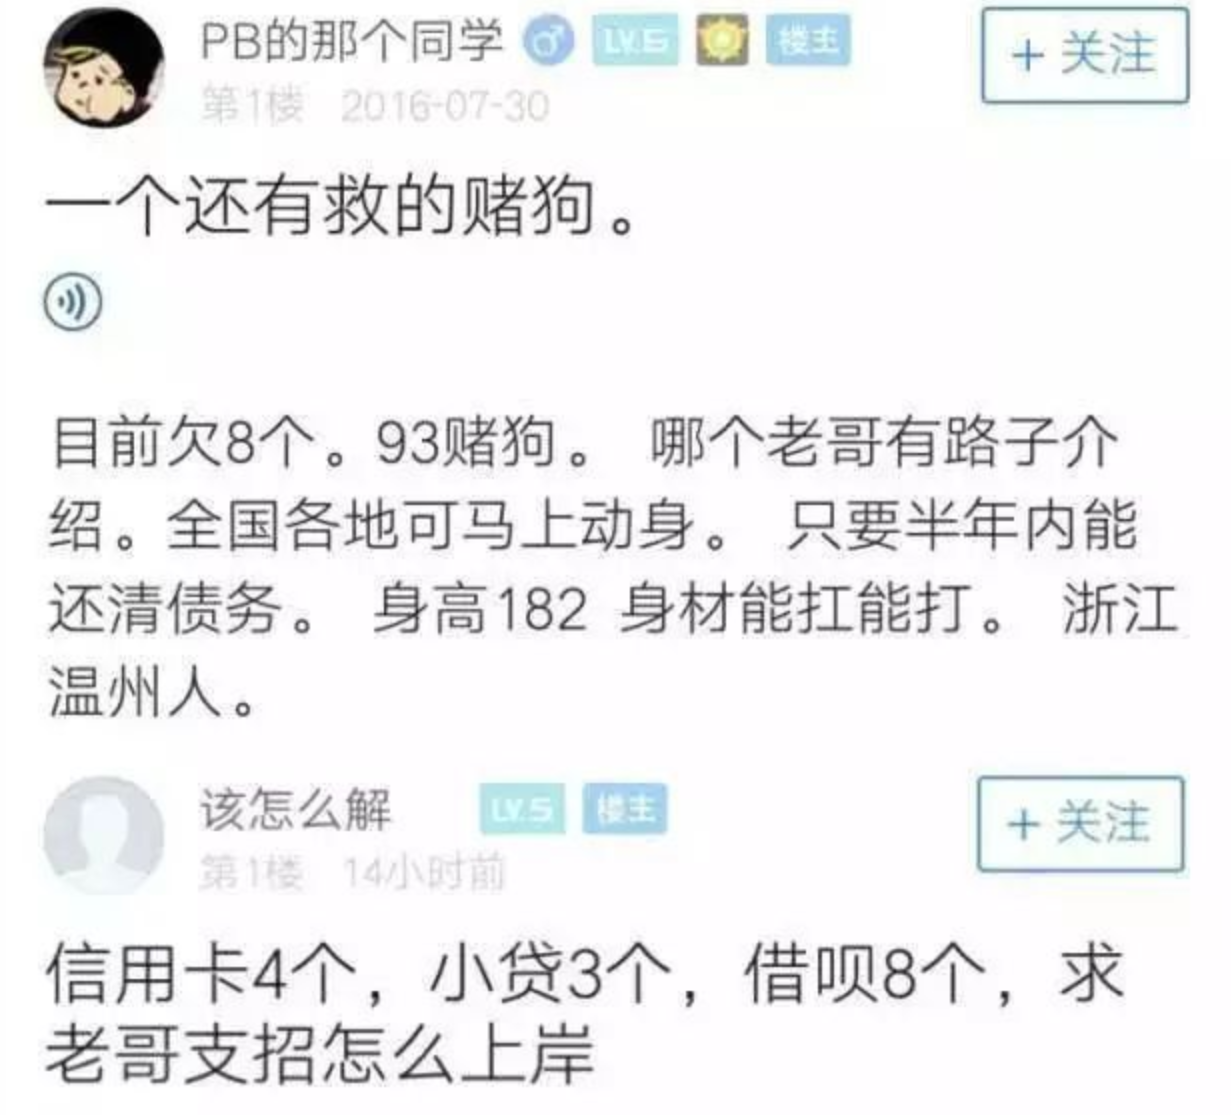 PB的那个同学 LV.6 楼主
+ 关注
第1楼 2016-07-30
一个还有救的赌狗。
目前欠8个。93赌狗。 哪个老哥有路子介
绍。全国各地可马上动身。 只要半年内能
还清债务。 身高182 身材能扛能打。 浙江
温州人。
该怎么解 LV.5 楼主
+ 关注
第1楼 14小时前
信用卡4个，小贷3个，借呗8个，求
老哥支招怎么上岸